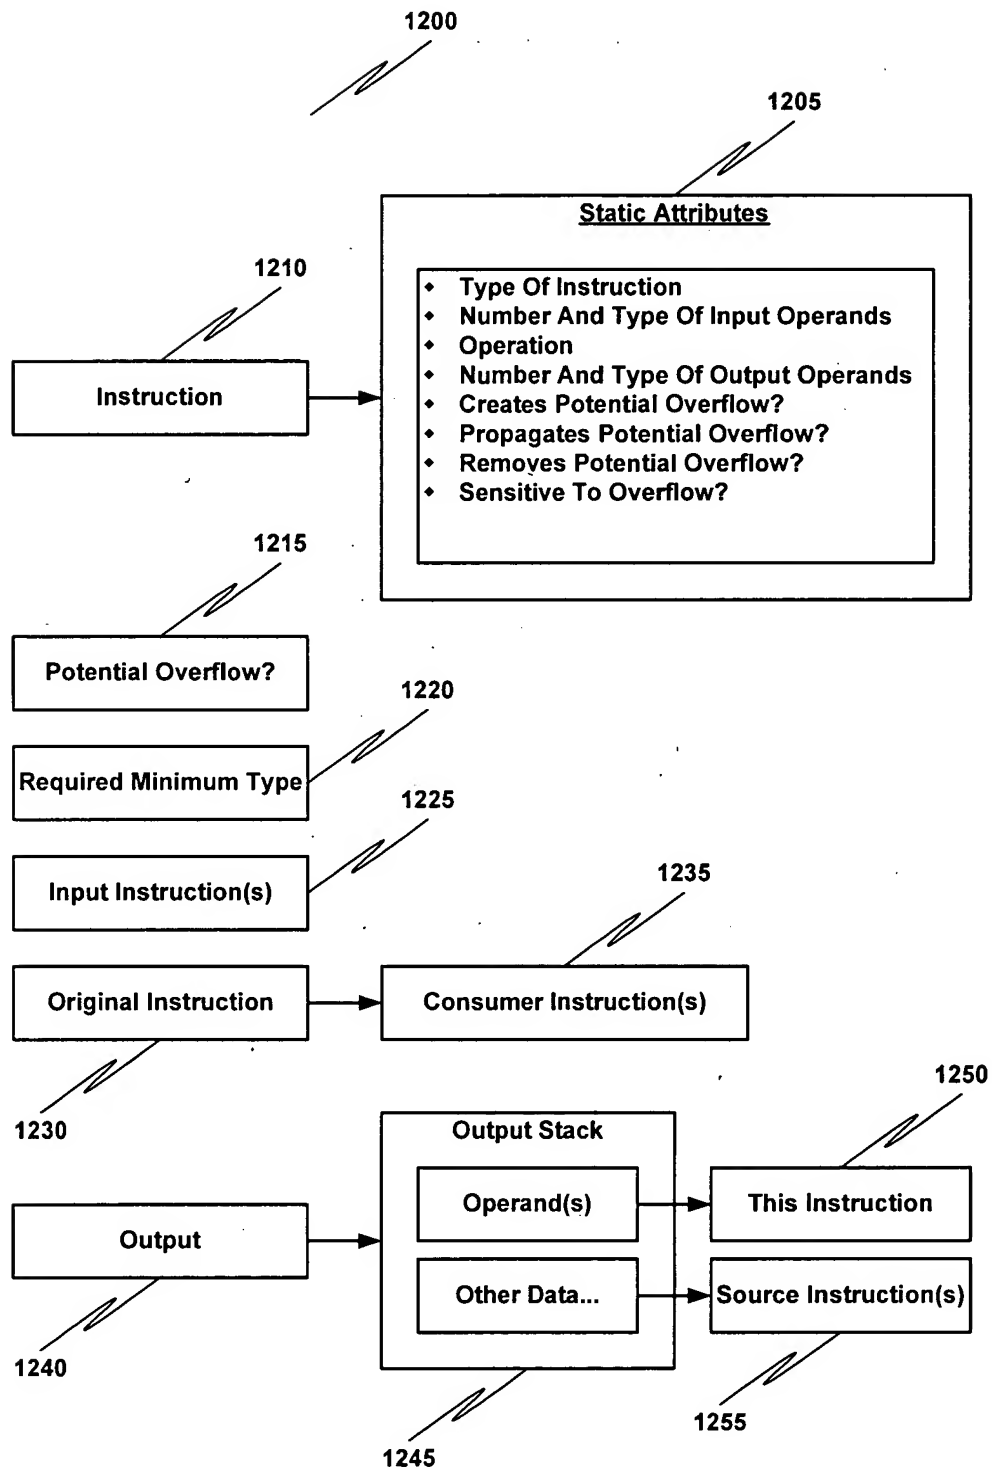 1200
1205
Static Attributes
1210
Type Of Instruction
Number And Type Of Input Operands
Operation
Instruction
Number And Type Of Output Operands
Creates Potential Overflow?
Propagates Potential Overflow?
Removes Potential Overflow?
Sensitive To Overflow?
1215
Potential Overflow?
1220
Required Minimum Type
1225
Input Instruction(s)
1235
Original Instruction
Consumer Instruction(s)
1230
1250
Output Stack
Operand(s)
This Instruction
Output
Other Data...
Source Instruction(s)
1240
1255
1245